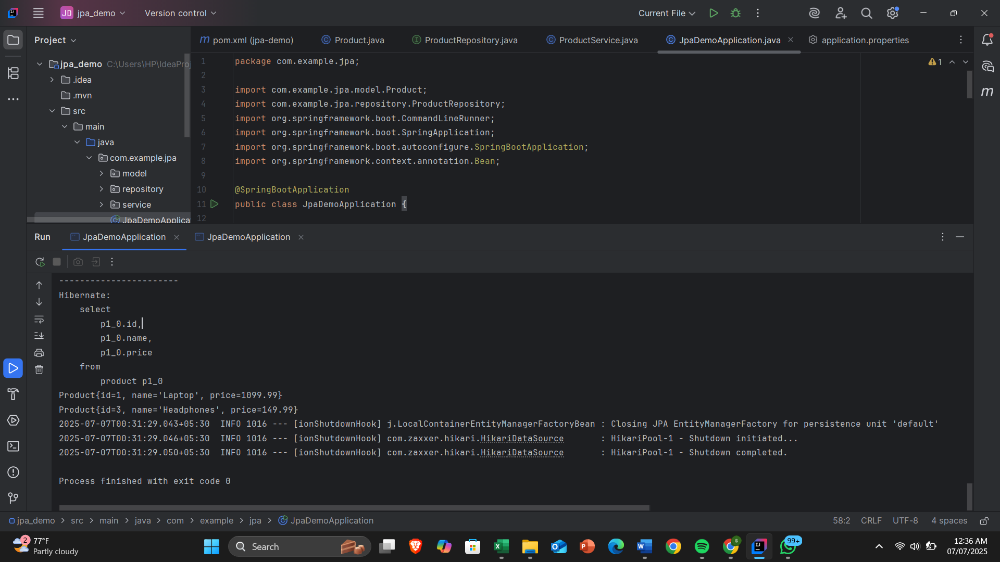 JD jpa_demo Version control Current File
Project
pom.xml (jpa-demo) Product.java ProductRepository.java ProductService.java JpaDemoApplication.java application.properties
jpa_demo C:\Users\HP\IdeaProj
.idea
.mvn
src
main
java
com.example.jpa
model
repository
service
JpaDemoApplica
1 package com.example.jpa;
2
3 import com.example.jpa.model.Product;
4 import com.example.jpa.repository.ProductRepository;
5 import org.springframework.boot.CommandLineRunner;
6 import org.springframework.boot.SpringApplication;
7 import org.springframework.boot.autoconfigure.SpringBootApplication;
8 import org.springframework.context.annotation.Bean;
9
10 @SpringBootApplication
11 public class JpaDemoApplication {
12
1
Run JpaDemoApplication JpaDemoApplication
-----------------------
Hibernate:
select
p1_0.id,
p1_0.name,
p1_0.price
from
product p1_0
Product{id=1, name='Laptop', price=1099.99}
Product{id=3, name='Headphones', price=149.99}
2025-07-07T00:31:29.043+05:30  INFO 1016 --- [ionShutdownHook] j.LocalContainerEntityManagerFactoryBean : Closing JPA EntityManagerFactory for persistence unit 'default'
2025-07-07T00:31:29.046+05:30  INFO 1016 --- [ionShutdownHook] com.zaxxer.hikari.HikariDataSource       : HikariPool-1 - Shutdown initiated...
2025-07-07T00:31:29.050+05:30  INFO 1016 --- [ionShutdownHook] com.zaxxer.hikari.HikariDataSource       : HikariPool-1 - Shutdown completed.
Process finished with exit code 0
jpa_demo > src > main > java > com > example > jpa > JpaDemoApplication 58:2 CRLF UTF-8 4 spaces
2 77°F
Partly cloudy
Search
99+
12:36 AM
07/07/2025